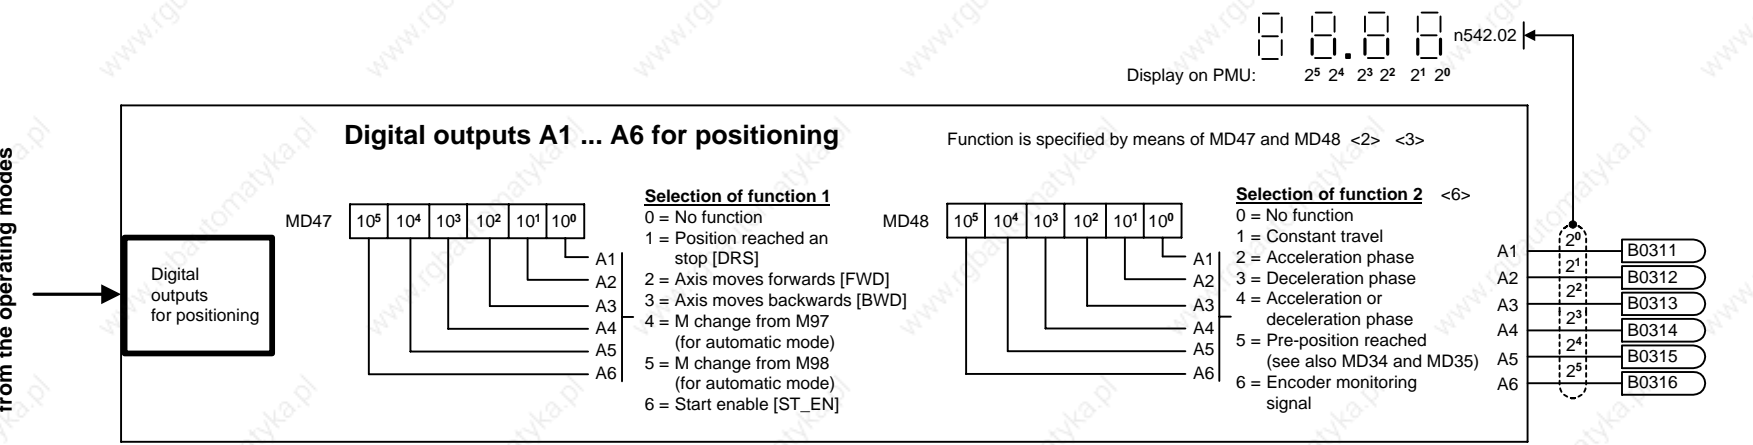 n542.02
Display on PMU: 2⁵ 2⁴ 2³ 2² 2¹ 2⁰
from the operating modes
Digital outputs A1 ... A6 for positioning
Function is specified by means of MD47 and MD48 <2> <3>
Digital
outputs
for positioning
MD47 10⁵ 10⁴ 10³ 10² 10¹ 10⁰
A1
A2
A3
A4
A5
A6
Selection of function 1
0 = No function
1 = Position reached an
stop [DRS]
2 = Axis moves forwards [FWD]
3 = Axis moves backwards [BWD]
4 = M change from M97
(for automatic mode)
5 = M change from M98
(for automatic mode)
6 = Start enable [ST_EN]
MD48 10⁵ 10⁴ 10³ 10² 10¹ 10⁰
A1
A2
A3
A4
A5
A6
Selection of function 2 <6>
0 = No function
1 = Constant travel
2 = Acceleration phase
3 = Deceleration phase
4 = Acceleration or
deceleration phase
5 = Pre-position reached
(see also MD34 and MD35)
6 = Encoder monitoring
signal
A1 2⁰ B0311
A2 2¹ B0312
A3 2² B0313
A4 2³ B0314
A5 2⁴ B0315
A6 2⁵ B0316
www.rgbautomatyka.pl